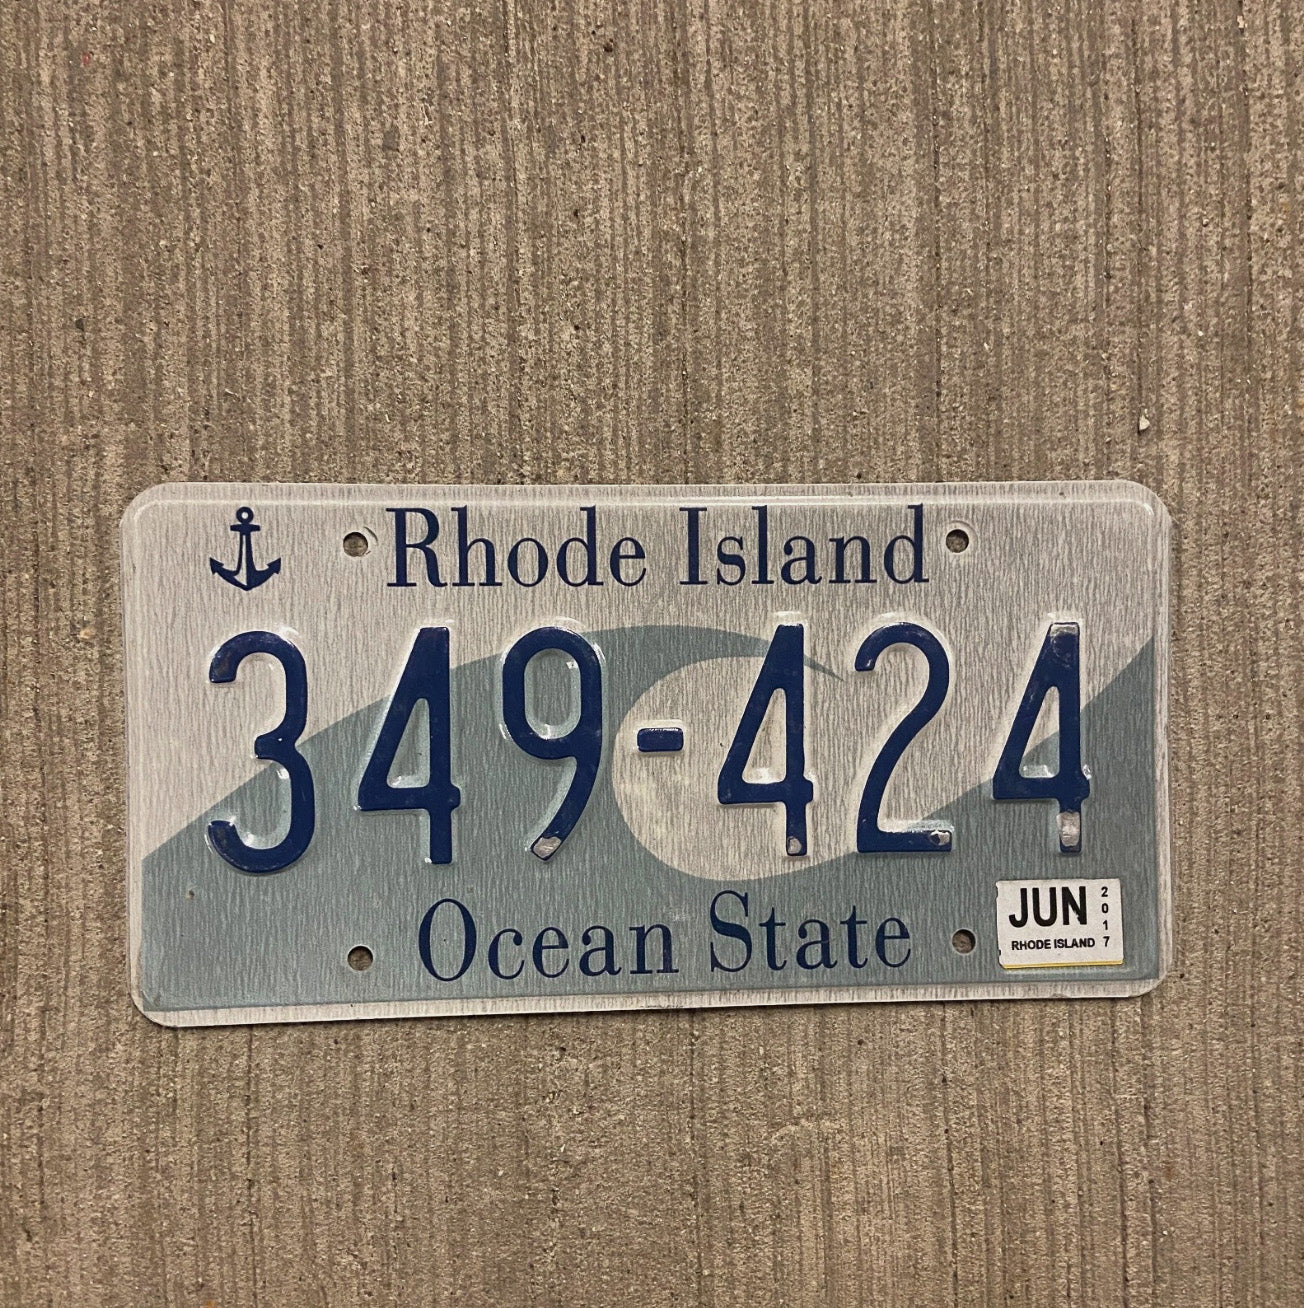 Rhode Island
349-424
Ocean State
JUN 2017
RHODE ISLAND